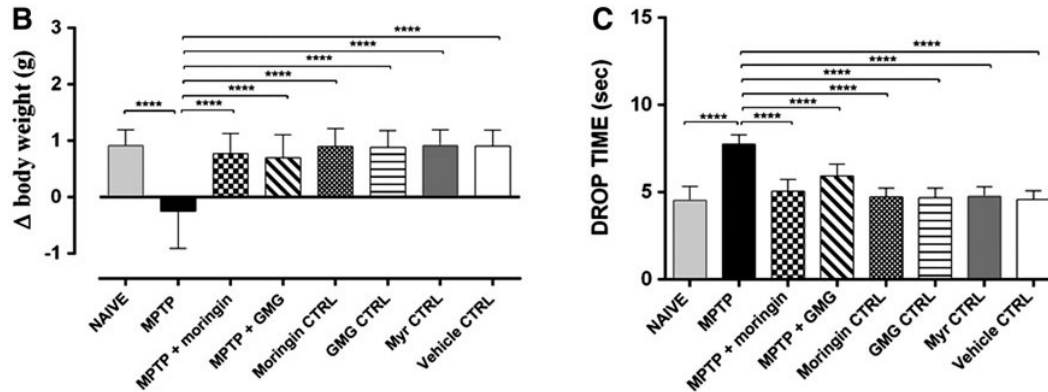 B
Δ body weight (g)
3
2
1
0
-1
****
****
****
****
****
****
****
NAIVE
MPTP
MPTP + moringin
MPTP + GMG
Moringin CTRL
GMG CTRL
Myr CTRL
Vehicle CTRL
C
DROP TIME (sec)
15
10
5
0
****
****
****
****
****
****
****
NAIVE
MPTP
MPTP + moringin
MPTP + GMG
Moringin CTRL
GMG CTRL
Myr CTRL
Vehicle CTRL